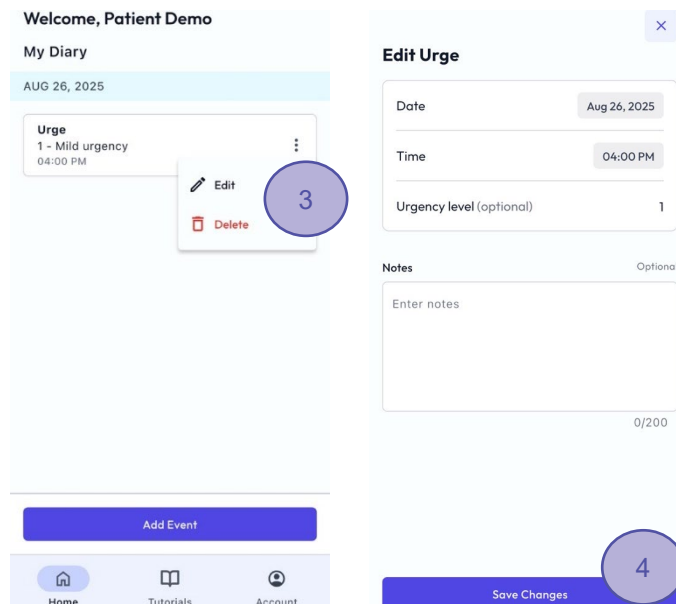 Welcome, Patient Demo
My Diary
AUG 26, 2025
Urge
1 - Mild urgency
04:00 PM
Edit
Delete
3
Add Event
Home
Tutorials
Account
Edit Urge
Date
Aug 26, 2025
Time
04:00 PM
Urgency level (optional)
1
Notes
Optiona
Enter notes
0/200
4
Save Changes